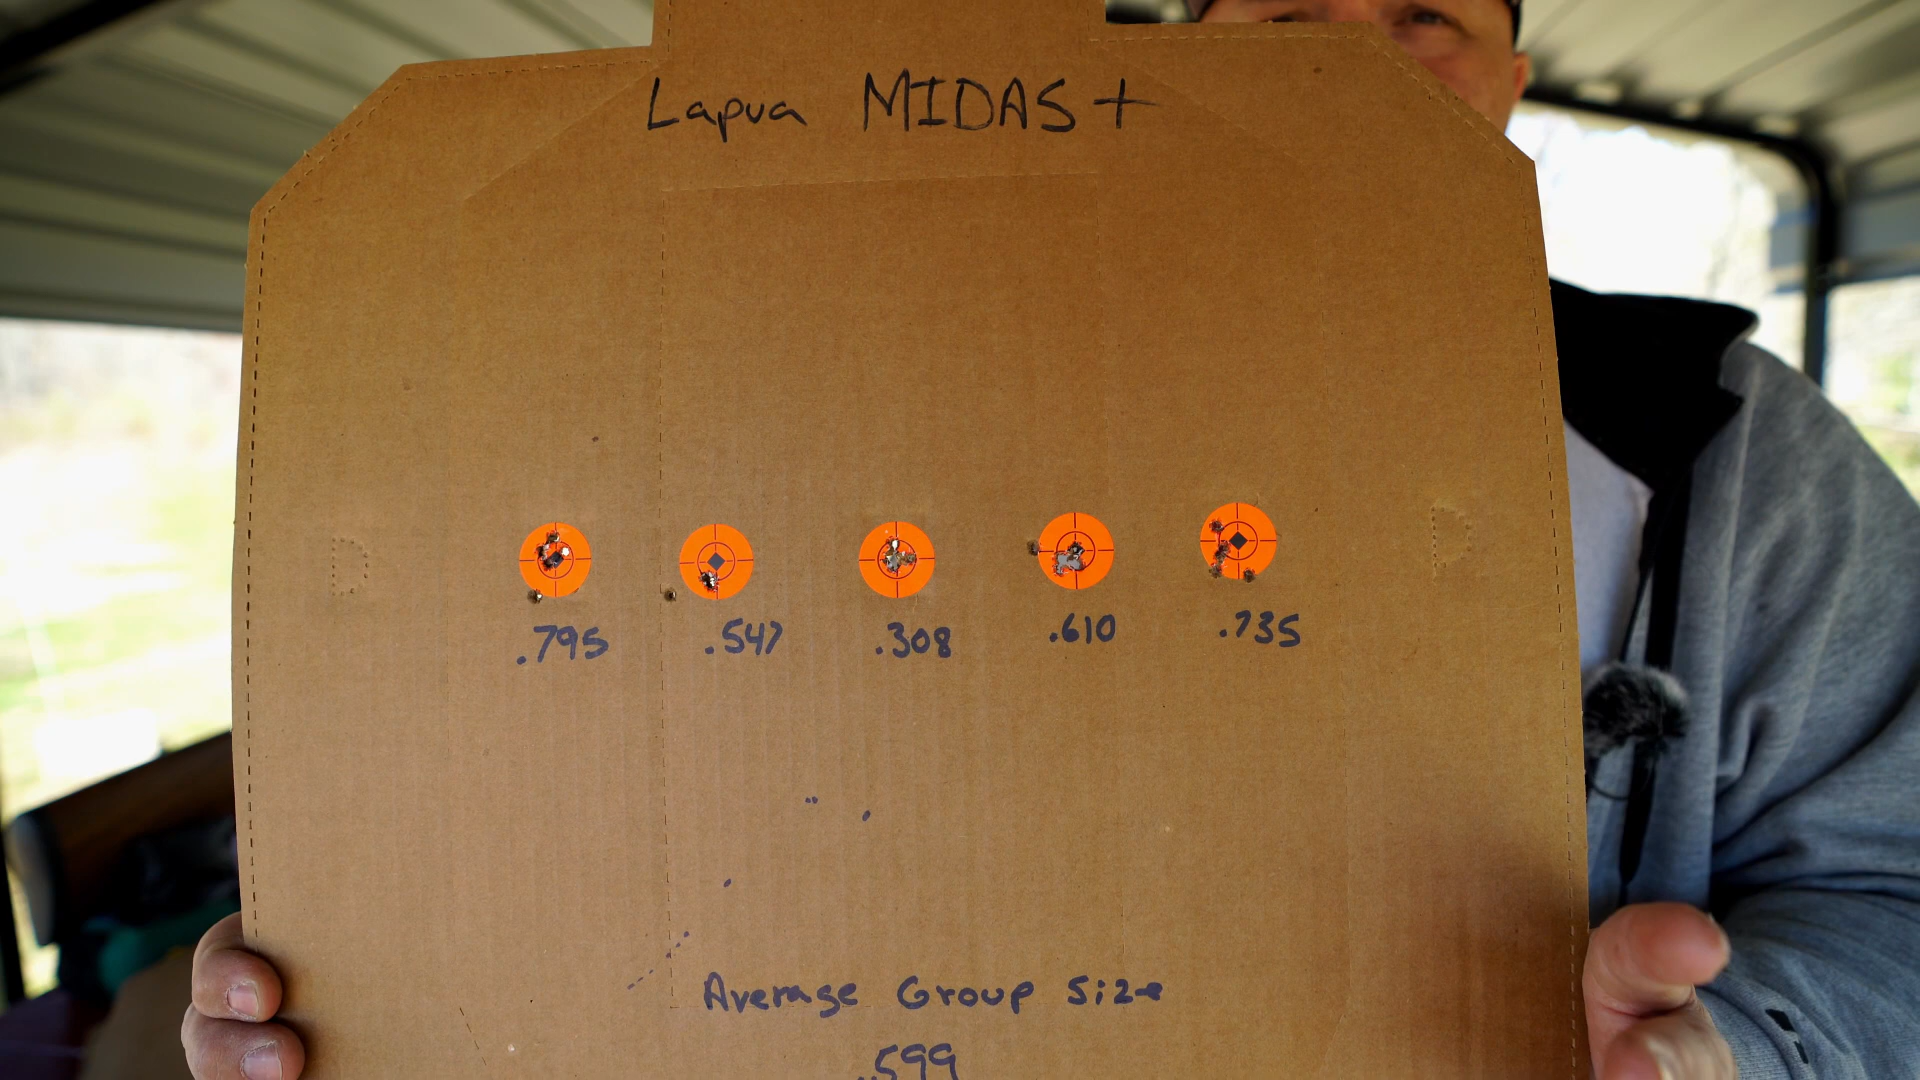 Lapua MIDAS+
D D
.795 .547 .308 .610 .735
Average Group Size
.599